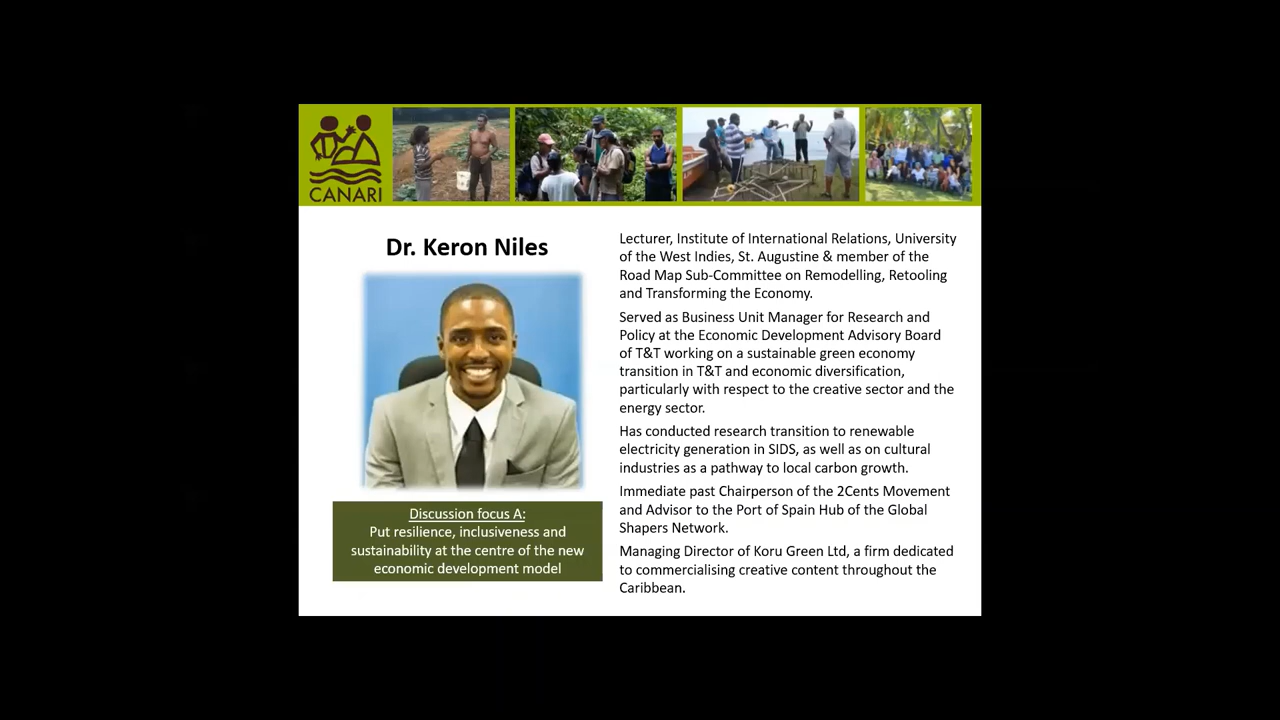 CANARI
Dr. Keron Niles
Discussion focus A:
Put resilience, inclusiveness and
sustainability at the centre of the new
economic development model
Lecturer, Institute of International Relations, University
of the West Indies, St. Augustine & member of the
Road Map Sub-Committee on Remodelling, Retooling
and Transforming the Economy.
Served as Business Unit Manager for Research and
Policy at the Economic Development Advisory Board
of T&T working on a sustainable green economy
transition in T&T and economic diversification,
particularly with respect to the creative sector and the
energy sector.
Has conducted research transition to renewable
electricity generation in SIDS, as well as on cultural
industries as a pathway to local carbon growth.
Immediate past Chairperson of the 2Cents Movement
and Advisor to the Port of Spain Hub of the Global
Shapers Network.
Managing Director of Koru Green Ltd, a firm dedicated
to commercialising creative content throughout the
Caribbean.